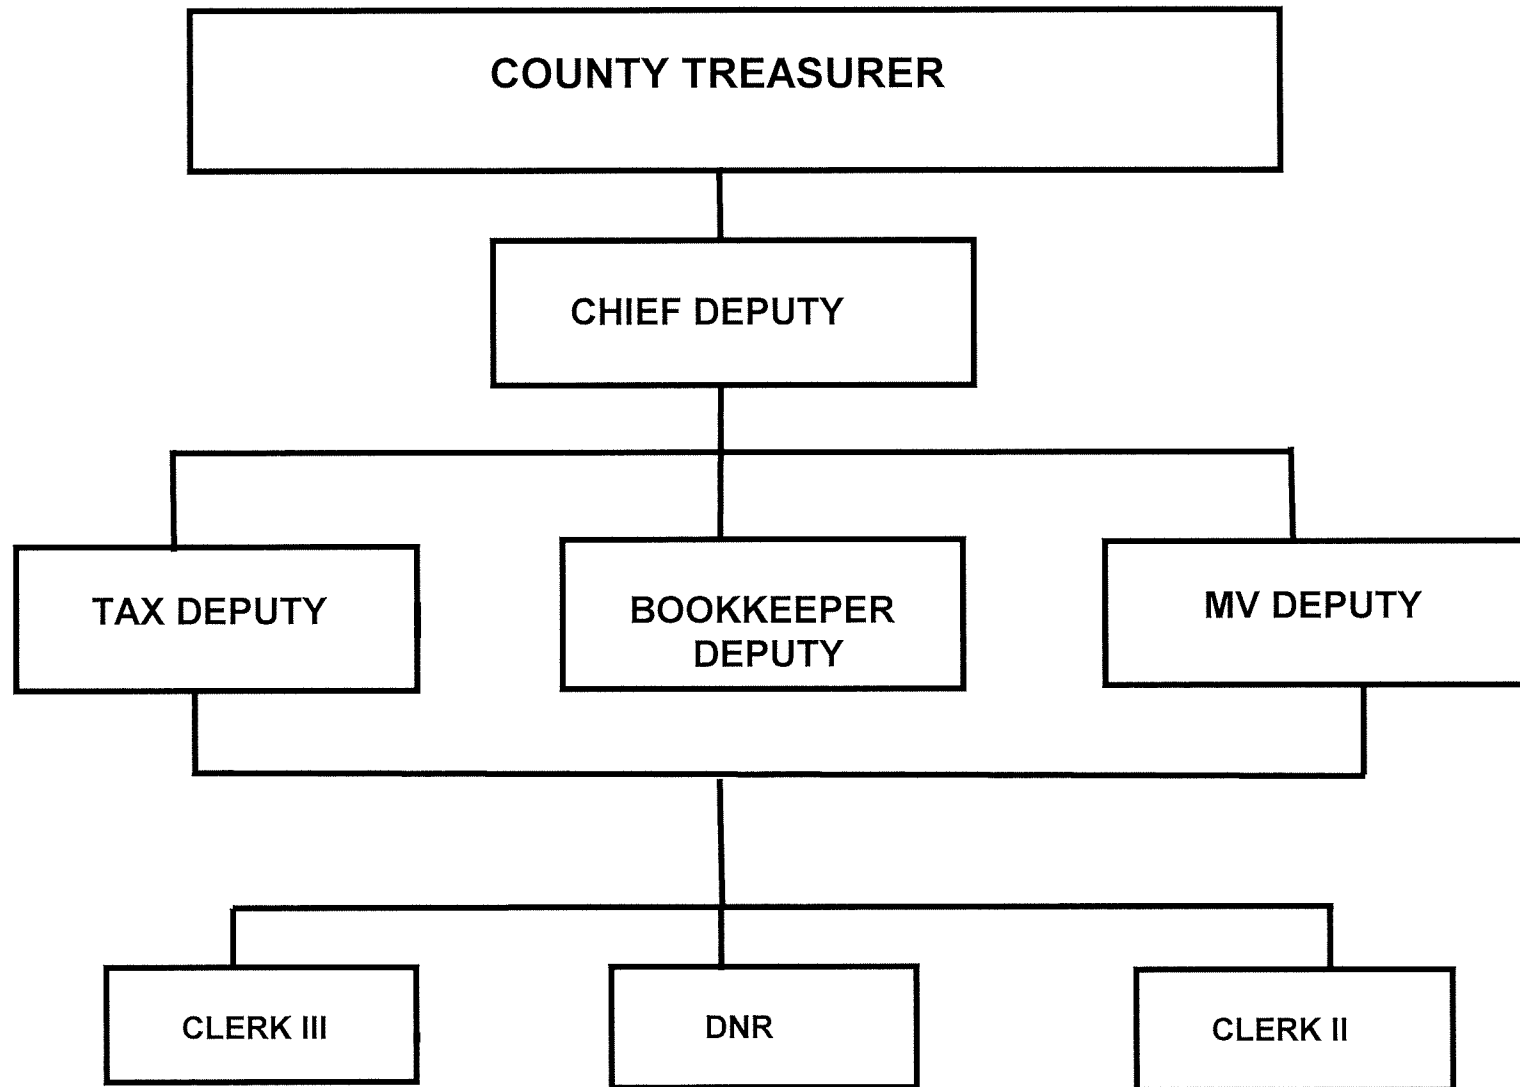 COUNTY TREASURER
CHIEF DEPUTY
TAX DEPUTY
BOOKKEEPER
DEPUTY
MV DEPUTY
CLERK III
DNR
CLERK II